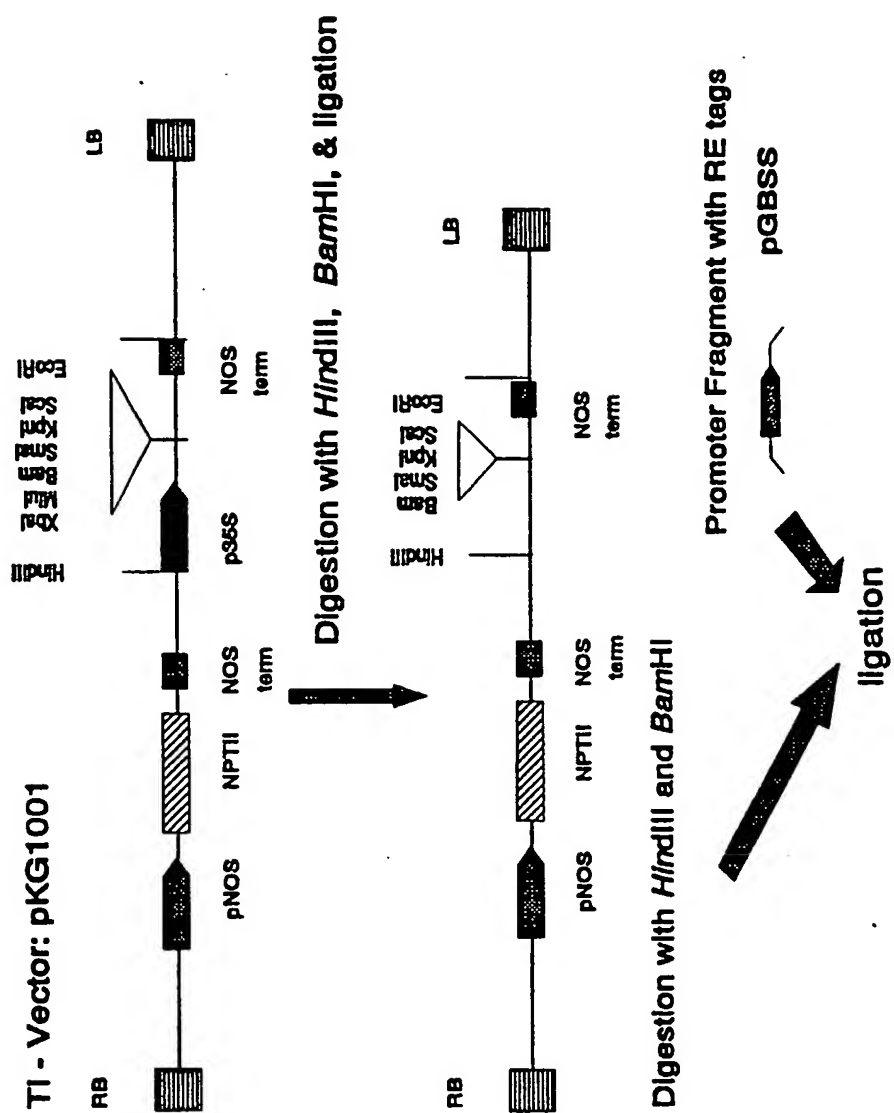 TI - Vector: pKG1001
RB
LB
HindIII
XbaI
MluI
Bam
SmaI
KpnI
ScaI
EcoRI
pNOS
NPTII
NOS
term
p35S
NOS
term
Digestion with HindIII, BamHI, & ligation
RB
LB
HindIII
Bam
SmaI
KpnI
ScaI
EcoRI
pNOS
NPTII
NOS
term
NOS
term
Digestion with HindIII and BamHI
Promoter Fragment with RE tags
pGBSS
ligation